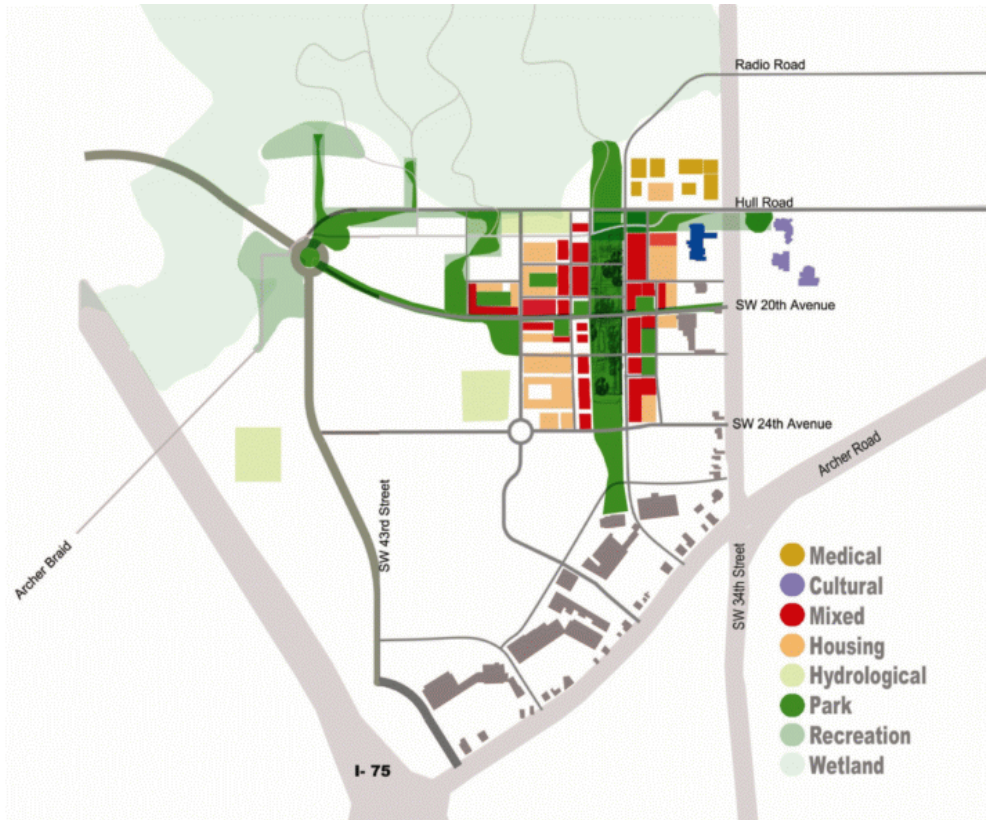 Radio Road
Hull Road
SW 20th Avenue
SW 24th Avenue
Archer Road
SW 43rd Street
Archer Braid
SW 34th Street
I- 75
Medical
Cultural
Mixed
Housing
Hydrological
Park
Recreation
Wetland